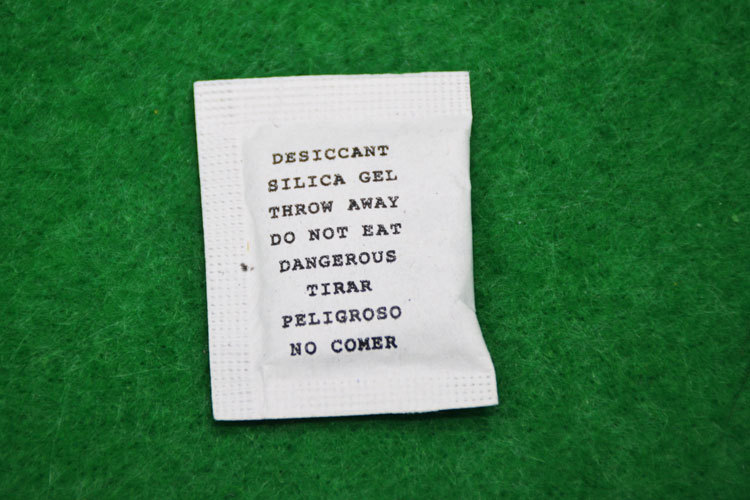 DESICCANT
SILICA GEL
THROW AWAY
DO NOT EAT
DANGEROUS
TIRAR
PELIGROSO
NO COMER